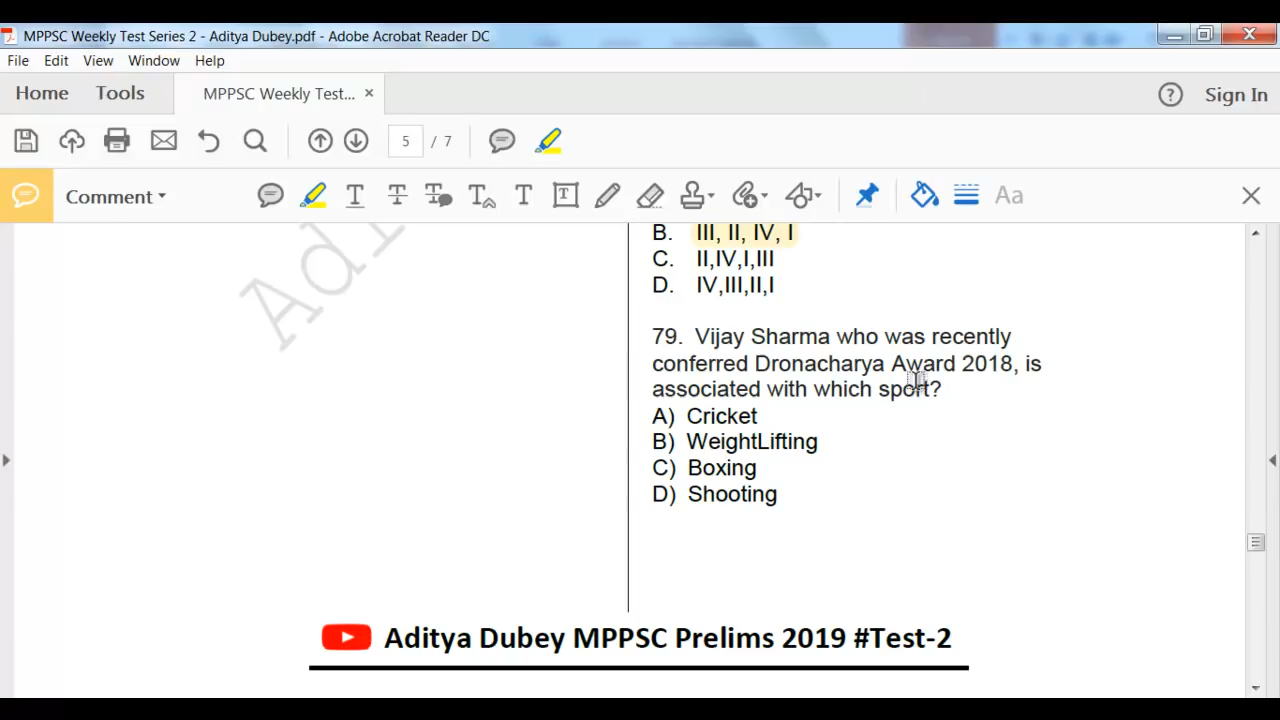 MPPSC Weekly Test Series 2 - Aditya Dubey.pdf - Adobe Acrobat Reader DC
File Edit View Window Help
Home Tools MPPSC Weekly Test... × ? Sign In
5 / 7
Comment T T T T T T Aa
Adi
B. III, II, IV, I
C. II,IV,I,III
D. IV,III,II,I
79. Vijay Sharma who was recently
conferred Dronacharya Award 2018, is
associated with which sport?
A) Cricket
B) WeightLifting
C) Boxing
D) Shooting
Aditya Dubey MPPSC Prelims 2019 #Test-2